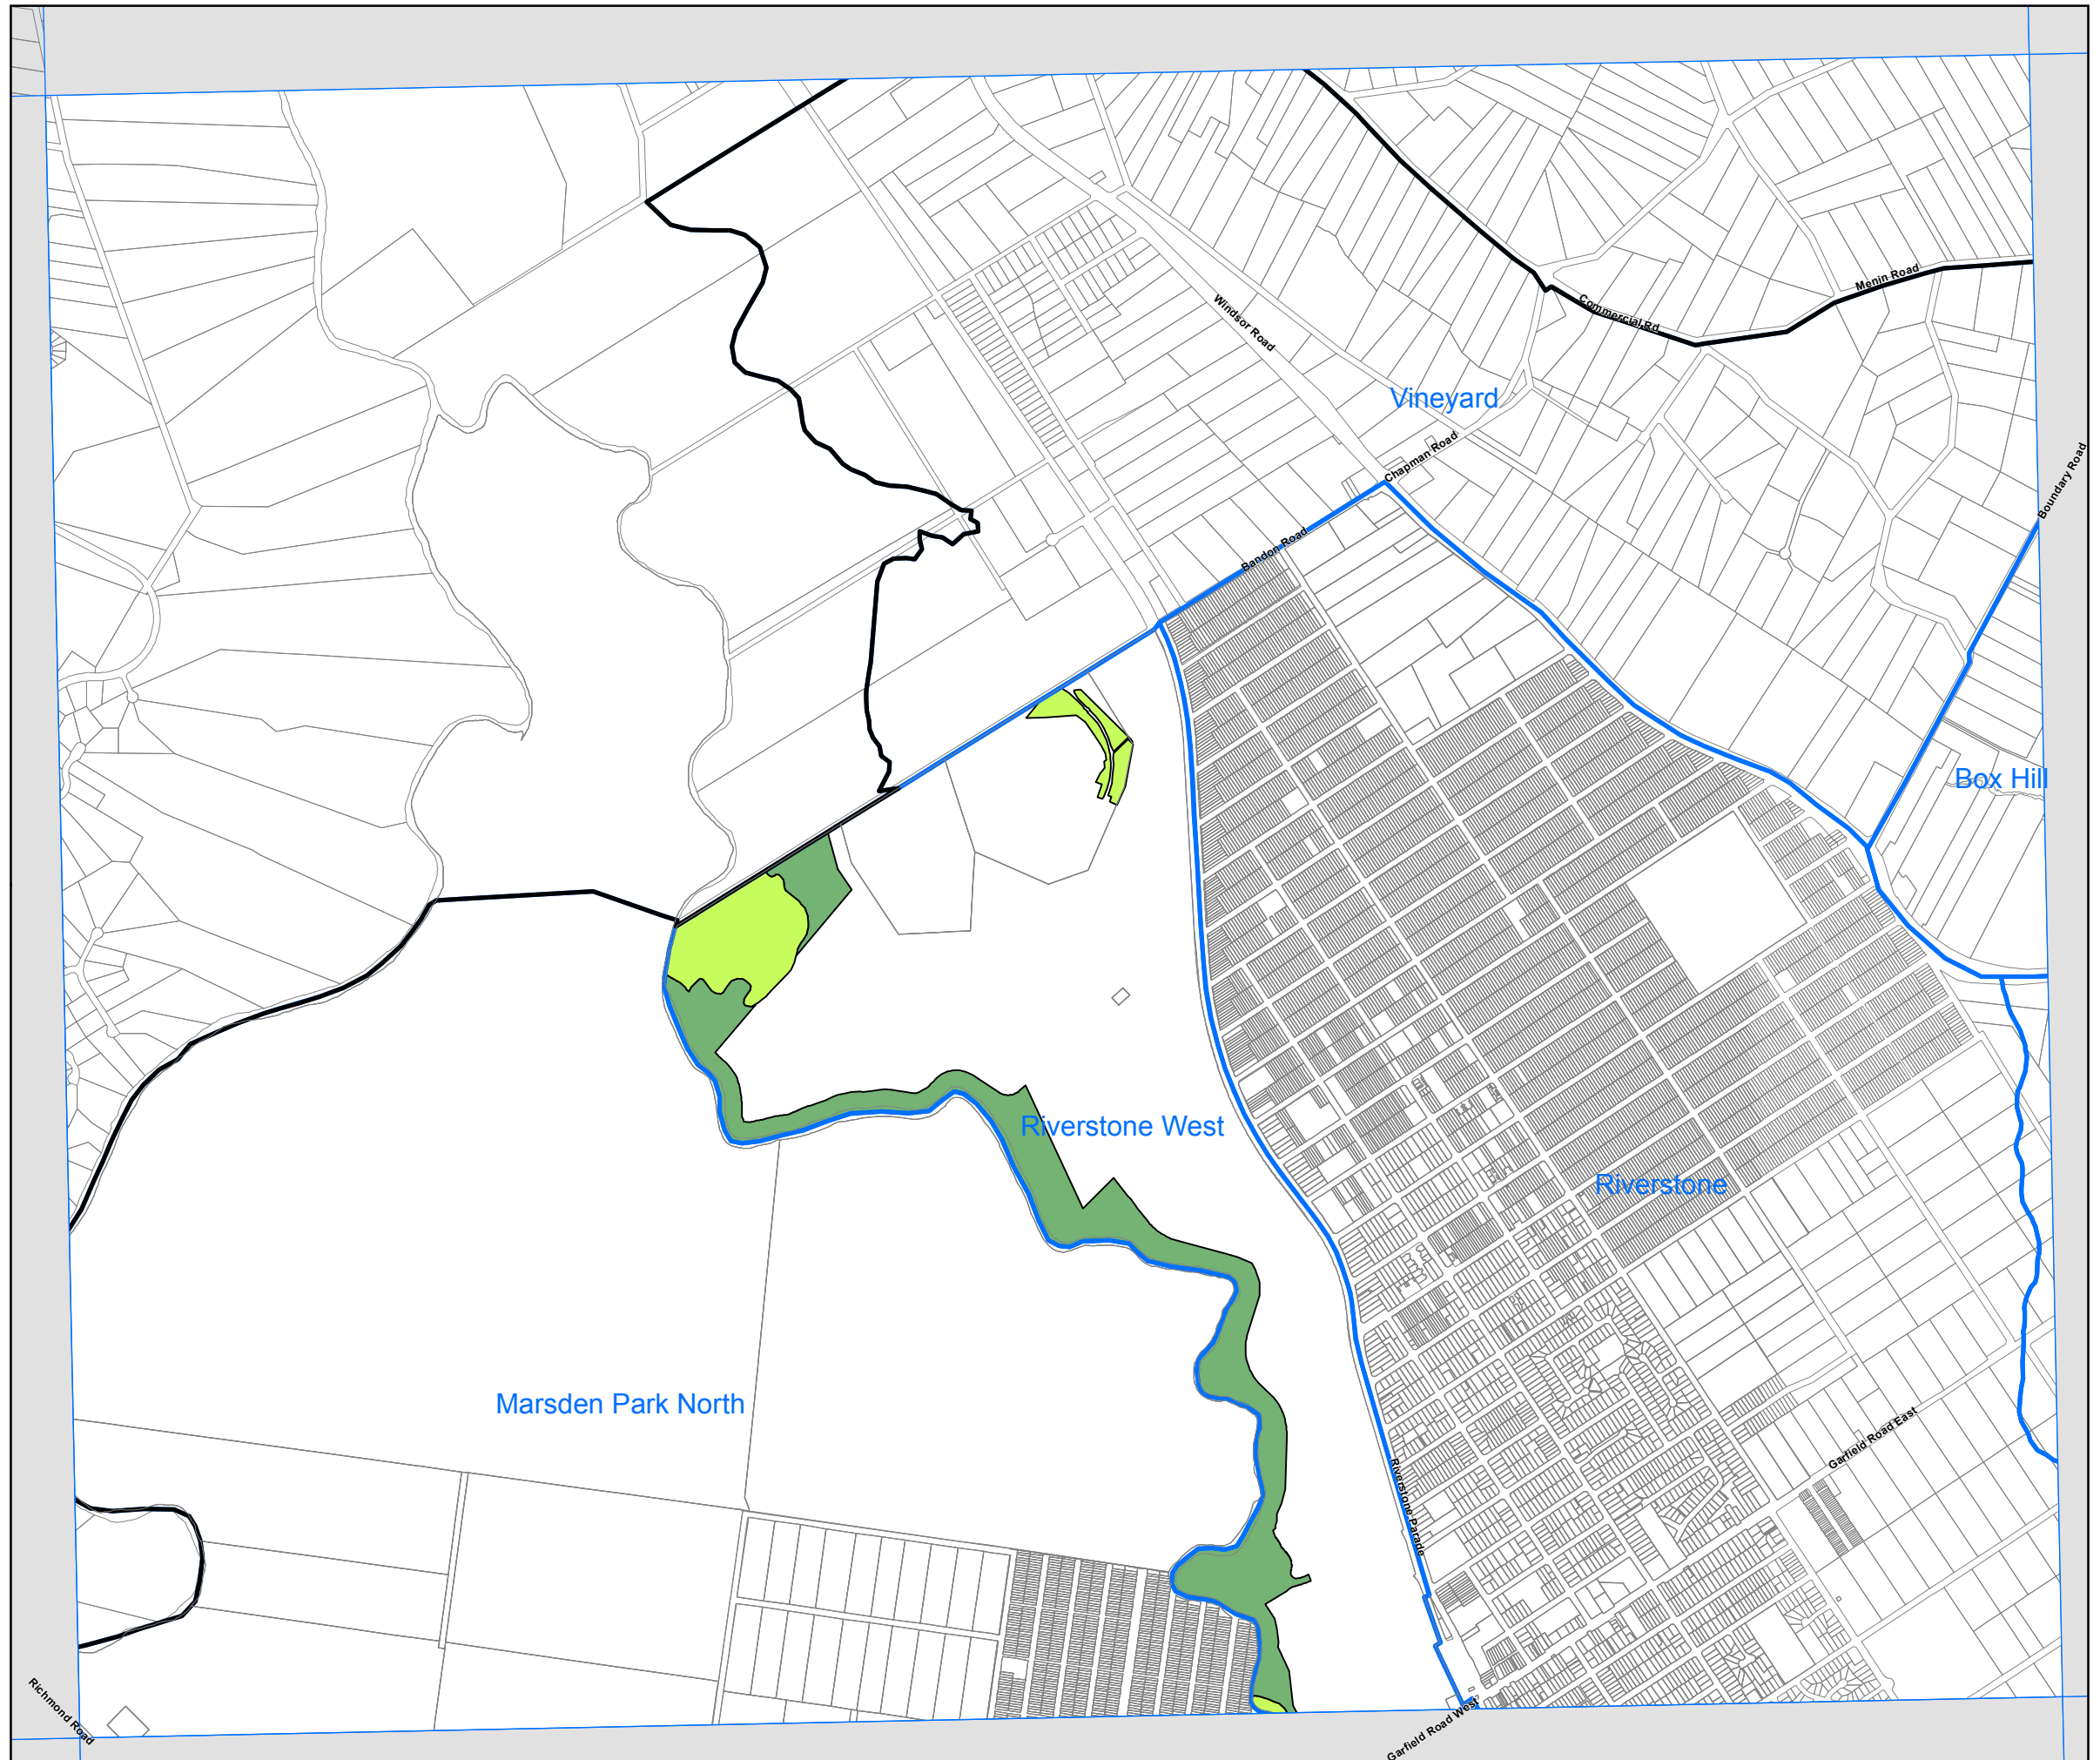 Menin Road
Commercial Rd
Windsor Road
Vineyard
Chapman Road
Boundary Road
Bandon Road
Box Hill
Riverstone West
Riverstone
Marsden Park North
Garfield Road East
Riverstone Parade
Richmond Road
Garfield Road West